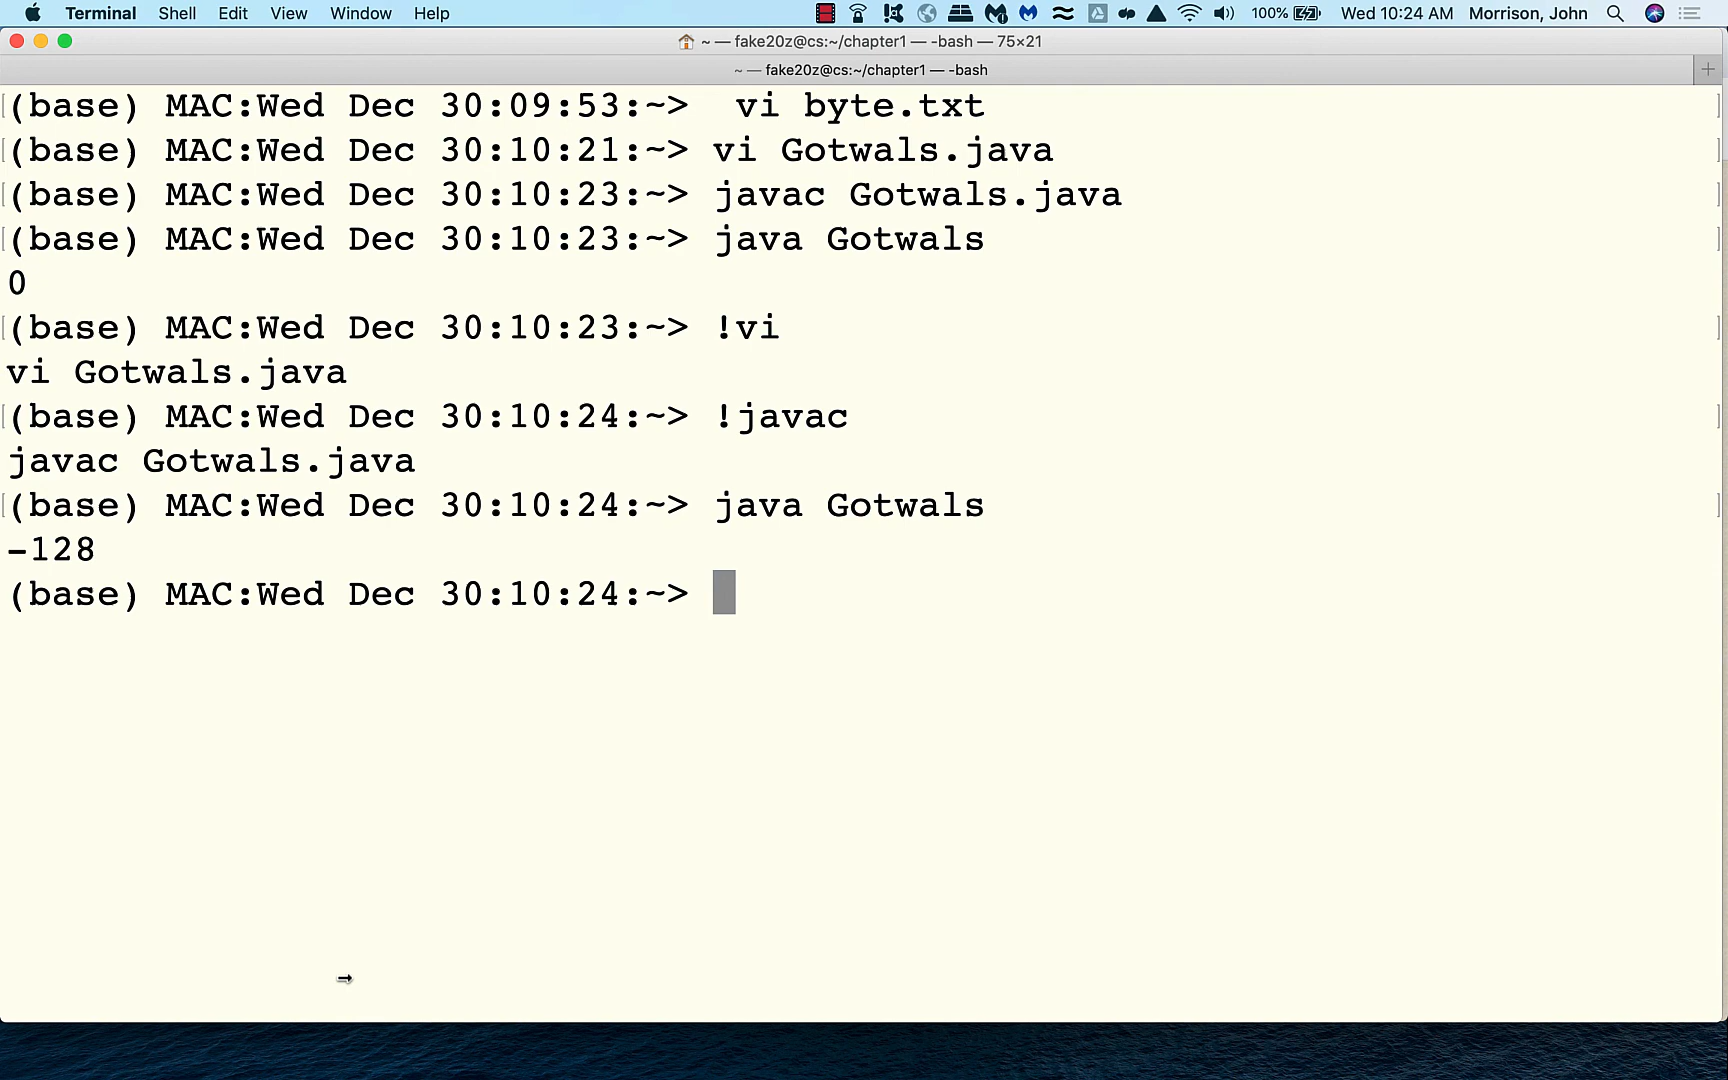 Terminal Shell Edit View Window Help 100% Wed 10:24 AM Morrison, John
~ — fake20z@cs:~/chapter1 — -bash — 75×21
~ — fake20z@cs:~/chapter1 — -bash
(base) MAC:Wed Dec 30:09:53:~>  vi byte.txt
(base) MAC:Wed Dec 30:10:21:~> vi Gotwals.java
(base) MAC:Wed Dec 30:10:23:~> javac Gotwals.java
(base) MAC:Wed Dec 30:10:23:~> java Gotwals
0
(base) MAC:Wed Dec 30:10:23:~> !vi
vi Gotwals.java
(base) MAC:Wed Dec 30:10:24:~> !javac
javac Gotwals.java
(base) MAC:Wed Dec 30:10:24:~> java Gotwals
-128
(base) MAC:Wed Dec 30:10:24:~>